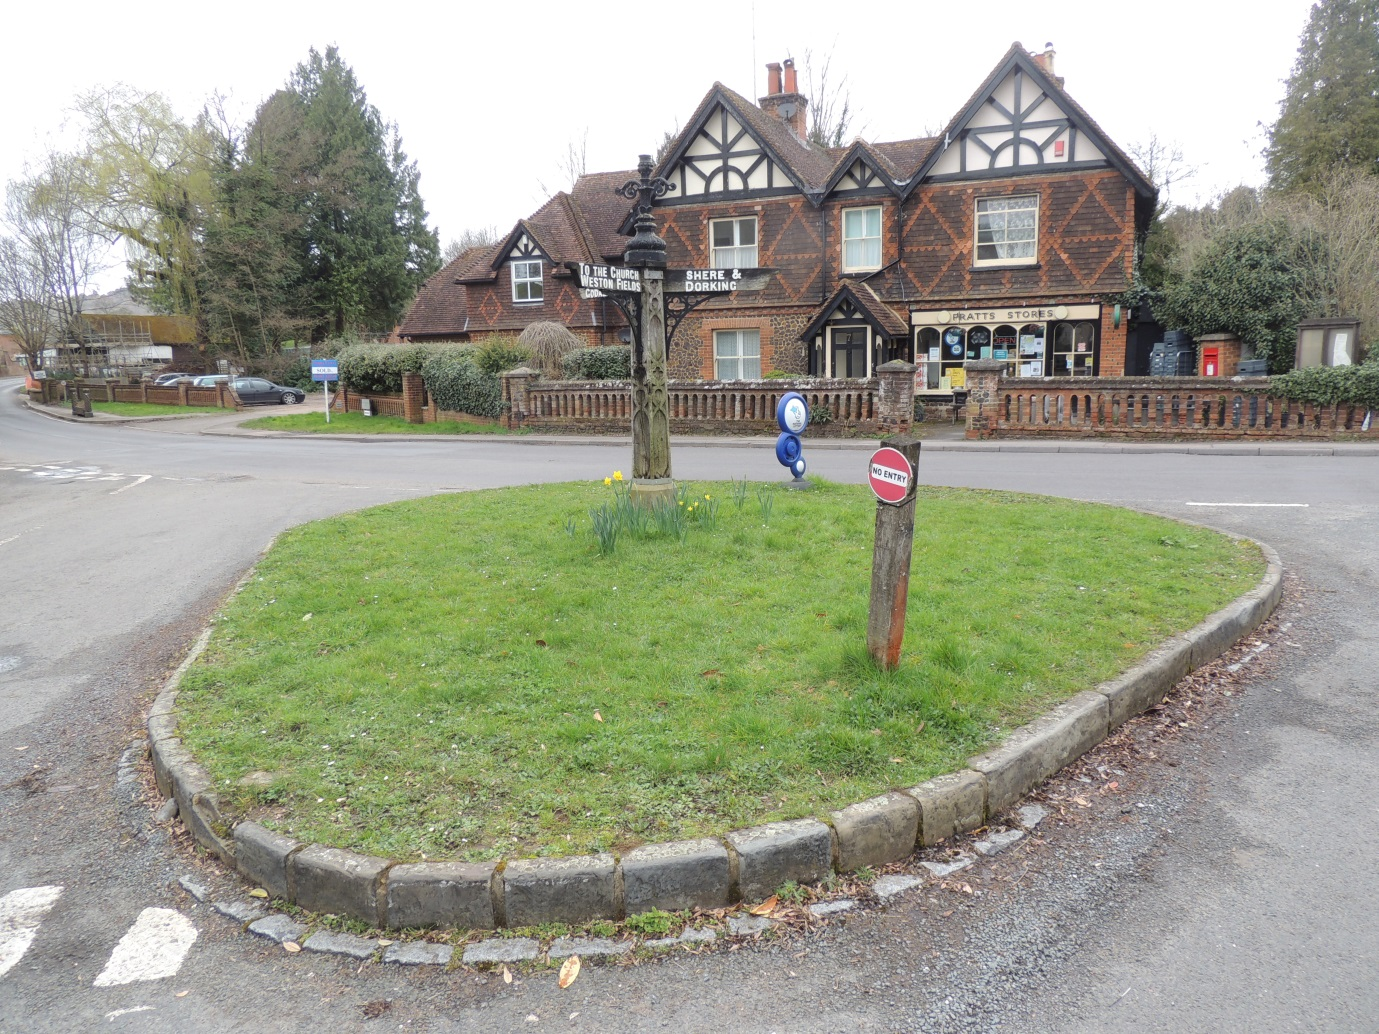 TO THE CHURCH
WESTON FIELDS
SHERE &
DORKING
PRATTS STORES
OPEN
NO ENTRY